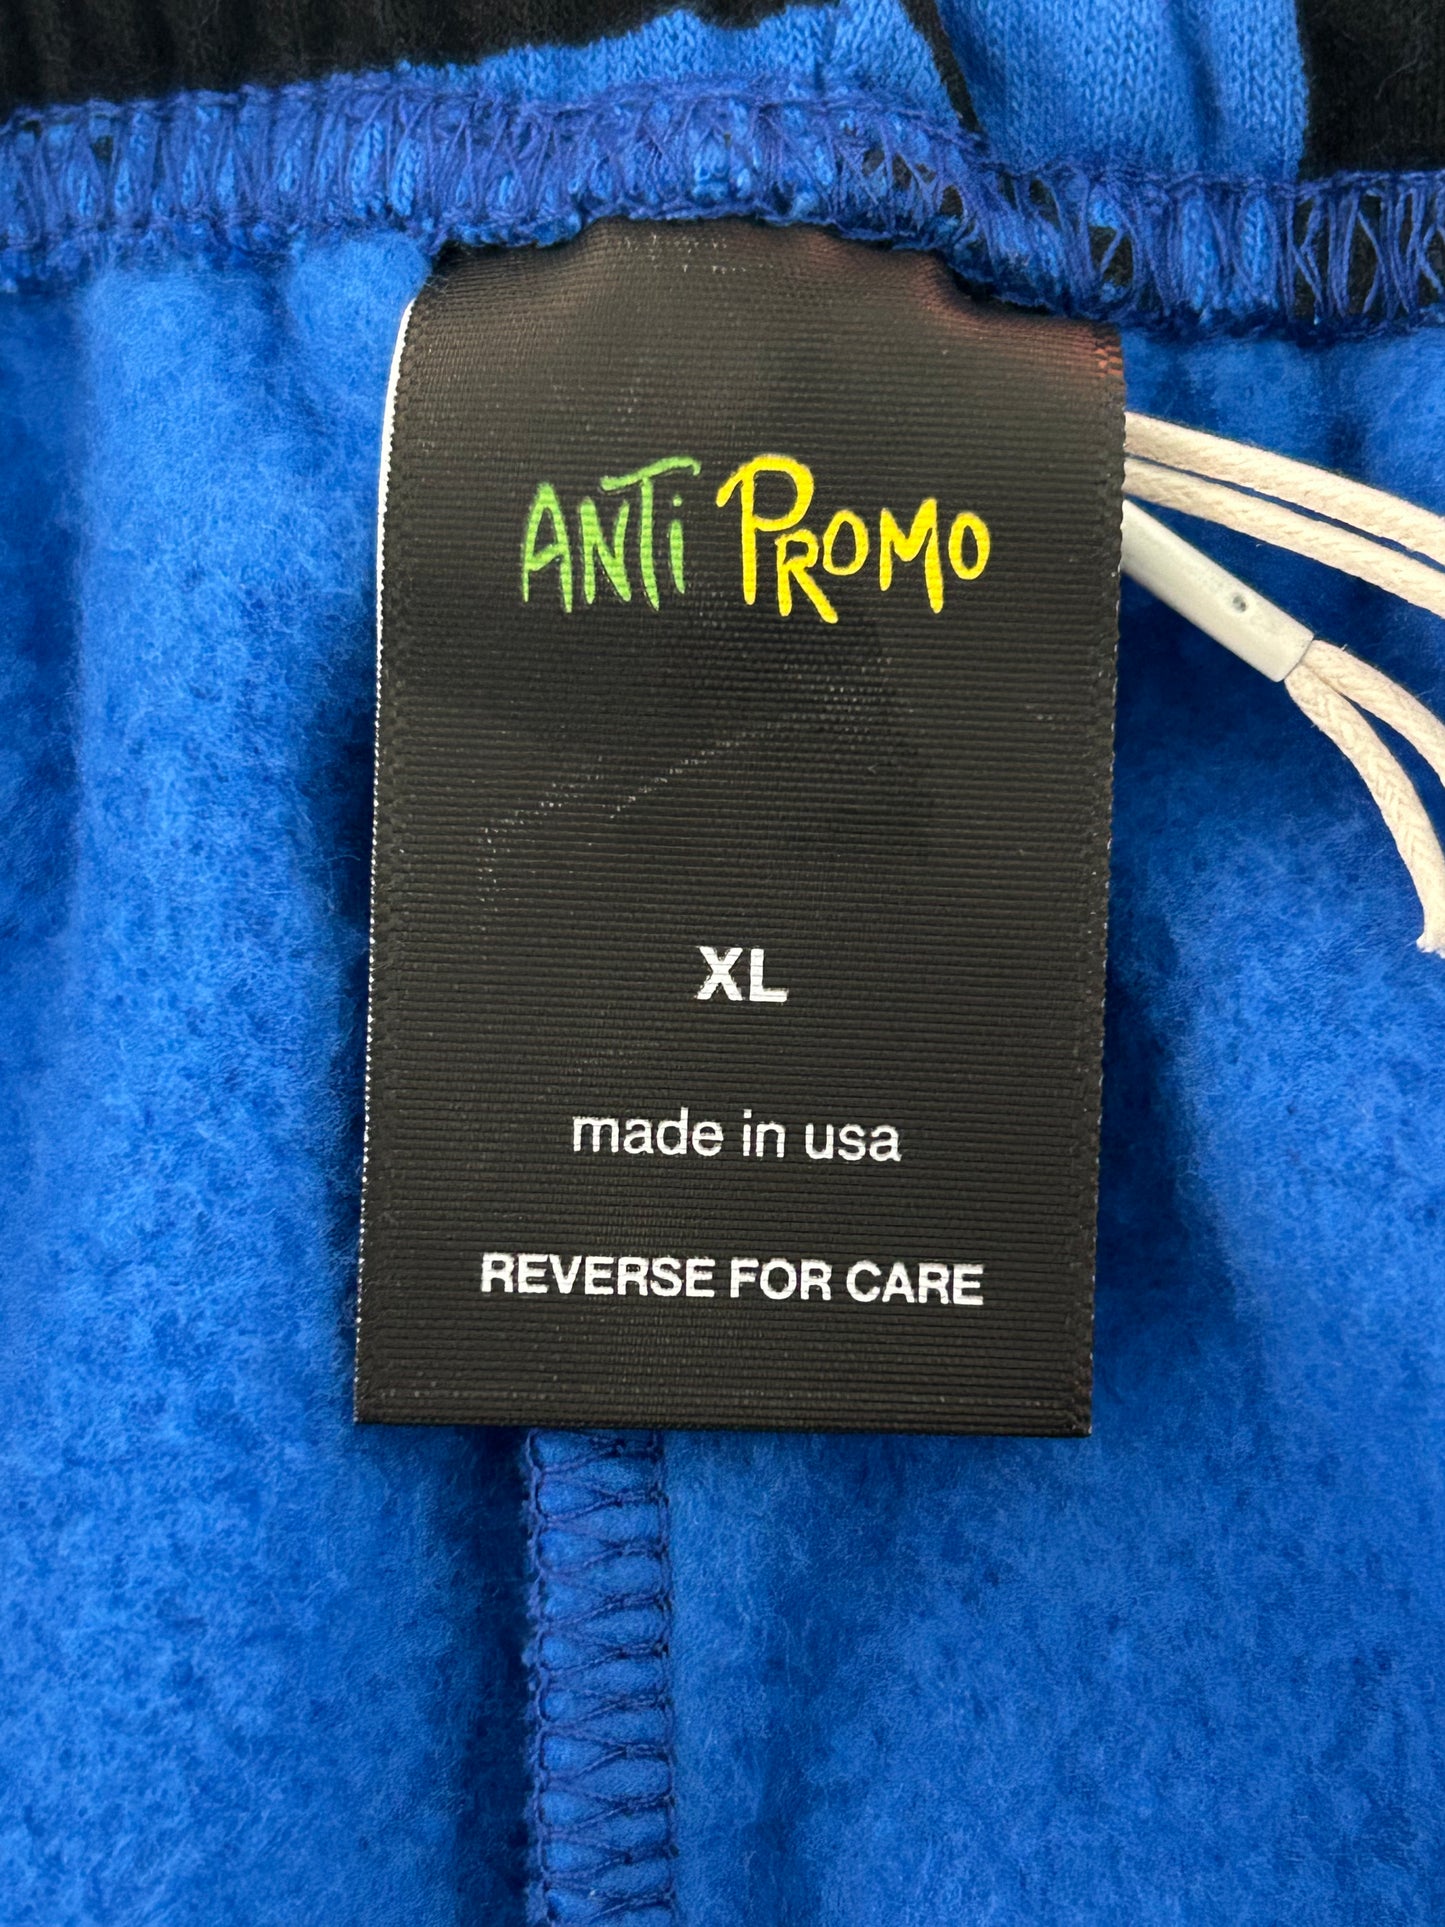 ANTi PROMO
XL
made in usa
REVERSE FOR CARE